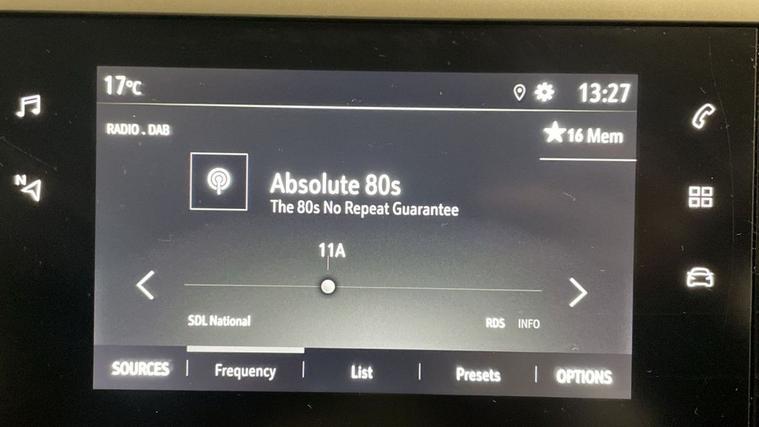 17°C
13:27
RADIO . DAB
16 Mem
N
Absolute 80s
The 80s No Repeat Guarantee
11A
SDL National
RDS INFO
SOURCES Frequency List Presets OPTIONS